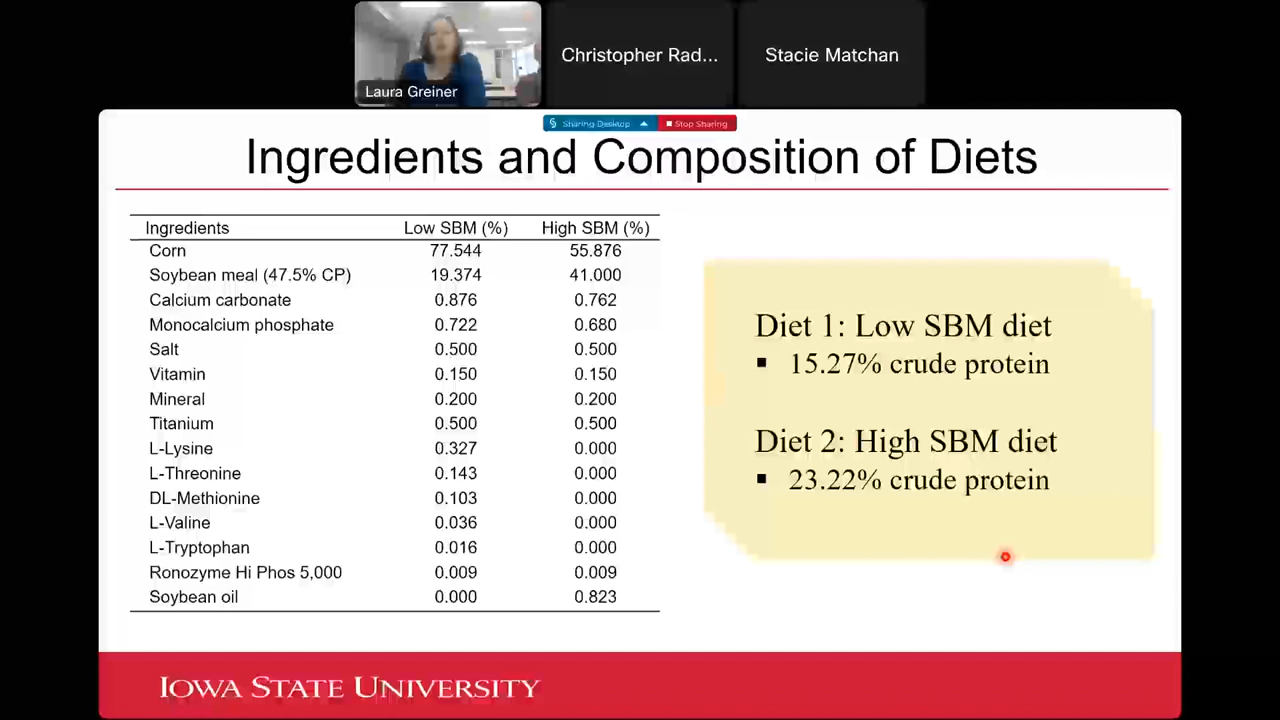 Laura Greiner
Christopher Rad...
Stacie Matchan
Sharing Desktop
Stop Sharing
Ingredients and Composition of Diets
Ingredients Low SBM (%) High SBM (%)
Corn 77.544 55.876
Soybean meal (47.5% CP) 19.374 41.000
Calcium carbonate 0.876 0.762
Monocalcium phosphate 0.722 0.680
Salt 0.500 0.500
Vitamin 0.150 0.150
Mineral 0.200 0.200
Titanium 0.500 0.500
L-Lysine 0.327 0.000
L-Threonine 0.143 0.000
DL-Methionine 0.103 0.000
L-Valine 0.036 0.000
L-Tryptophan 0.016 0.000
Ronozyme Hi Phos 5,000 0.009 0.009
Soybean oil 0.000 0.823
Diet 1: Low SBM diet
▪ 15.27% crude protein
Diet 2: High SBM diet
▪ 23.22% crude protein
IOWA STATE UNIVERSITY